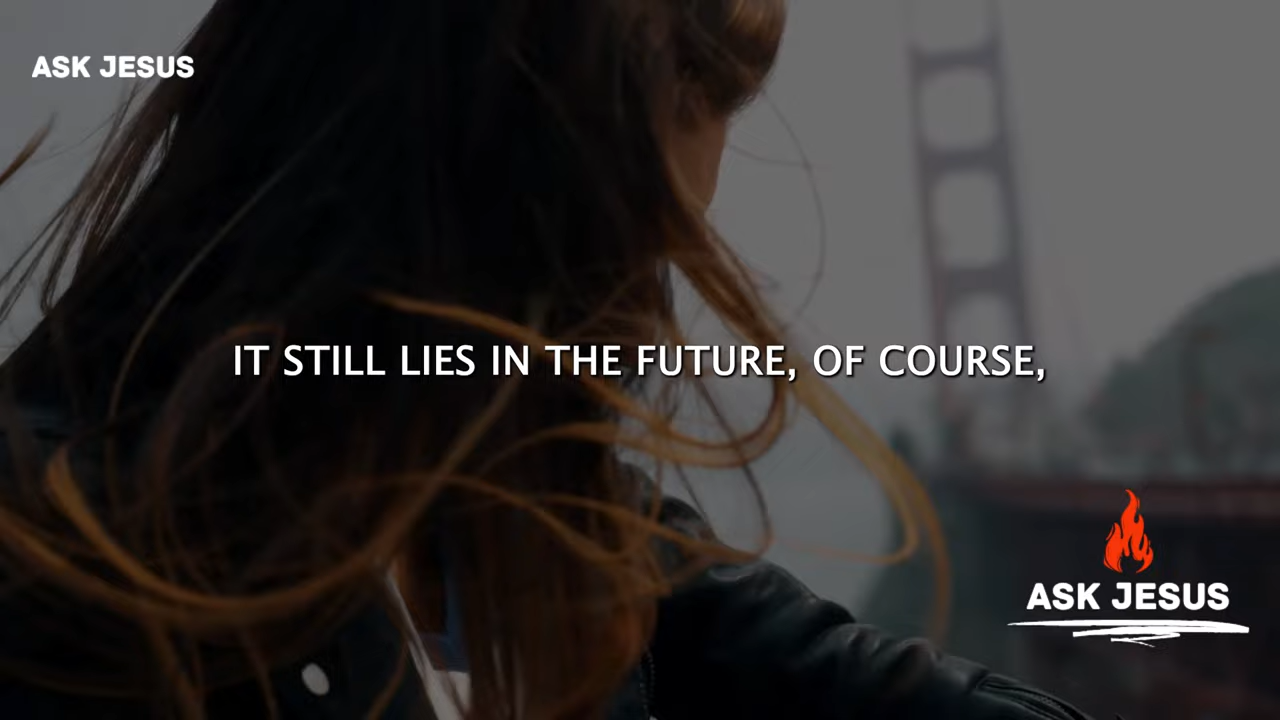 ASK JESUS
IT STILL LIES IN THE FUTURE, OF COURSE,
ASK JESUS